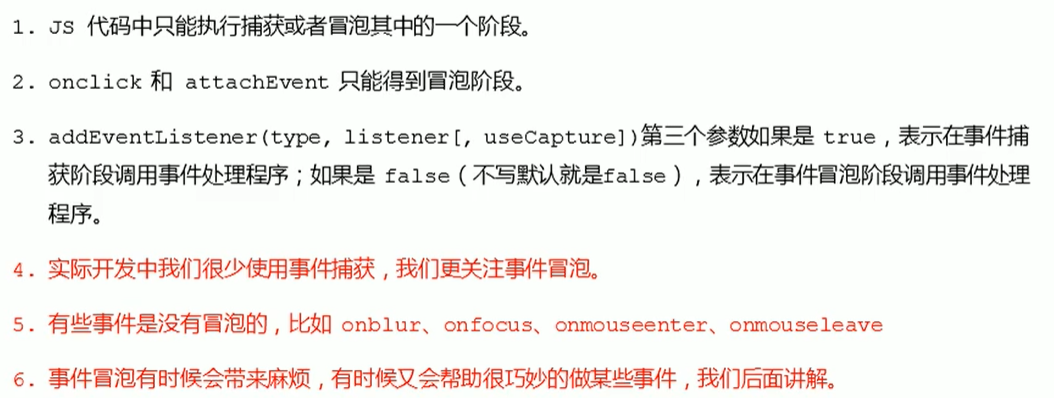 1. JS 代码中只能执行捕获或者冒泡其中的一个阶段。
2. onclick 和 attachEvent 只能得到冒泡阶段。
3. addEventListener(type, listener[, useCapture])第三个参数如果是 true，表示在事件捕
获阶段调用事件处理程序；如果是 false（不写默认就是false），表示在事件冒泡阶段调用事件处理
程序。
4. 实际开发中我们很少使用事件捕获，我们更关注事件冒泡。
5. 有些事件是没有冒泡的，比如 onblur、onfocus、onmouseenter、onmouseleave
6. 事件冒泡有时候会带来麻烦，有时候又会帮助很巧妙的做某些事件，我们后面讲解。